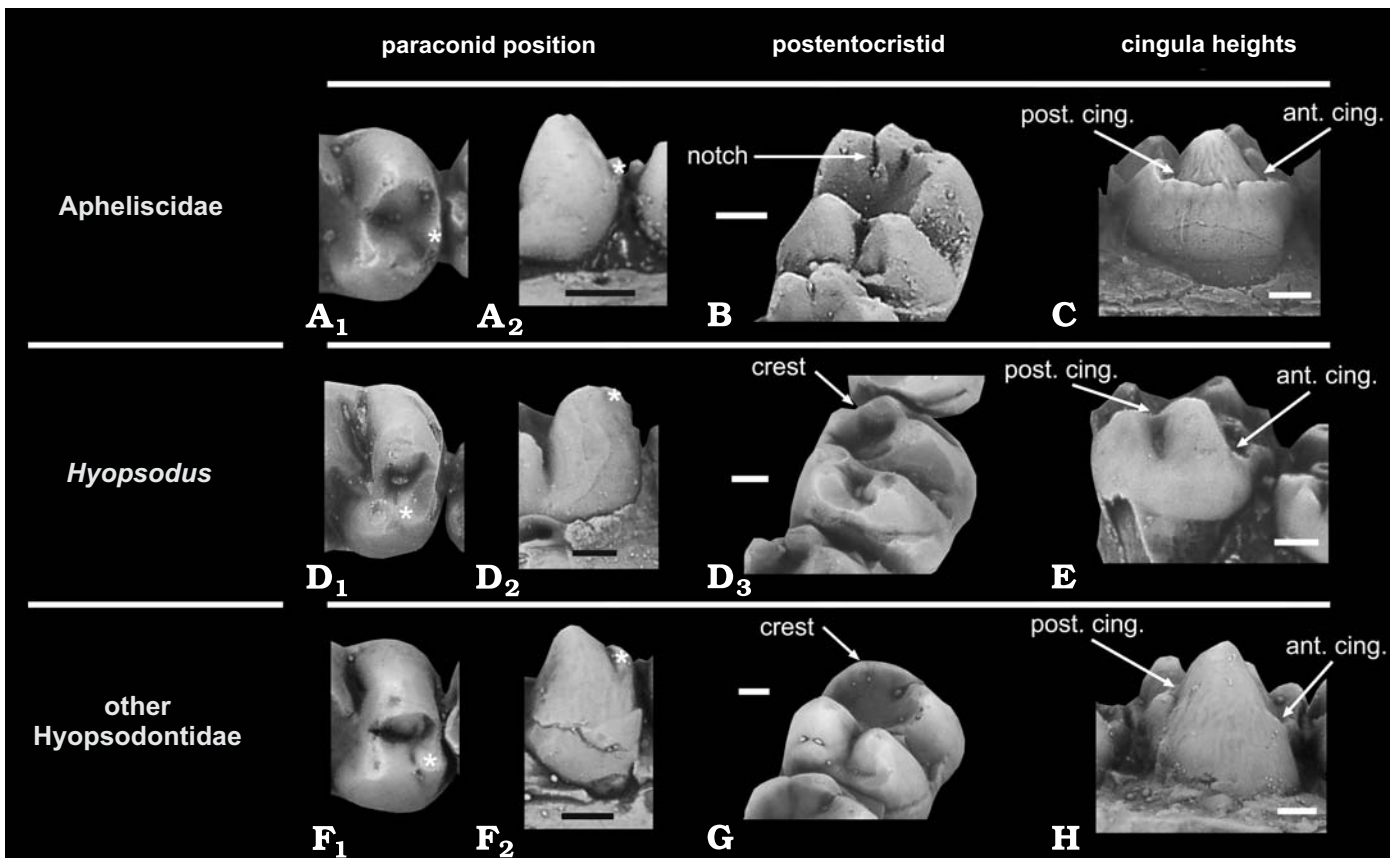 paraconid position
postentocristid
cingula heights
Apheliscidae
*
*
notch
post. cing.
ant. cing.
A1
A2
B
C
Hyopsodus
*
*
crest
post. cing.
ant. cing.
D1
D2
D3
E
other
Hyopsodontidae
*
*
crest
post. cing.
ant. cing.
F1
F2
G
H